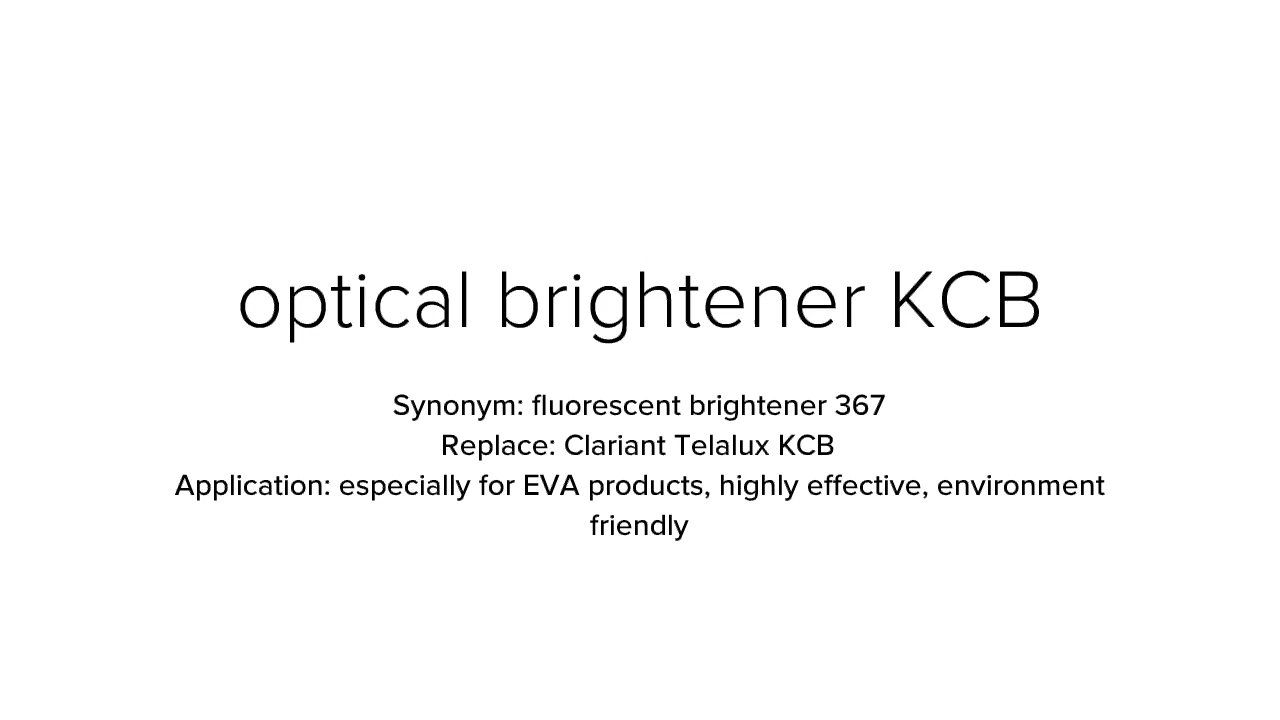 optical brightener KCB
Synonym: fluorescent brightener 367
Replace: Clariant Telalux KCB
Application: especially for EVA products, highly effective, environment
friendly